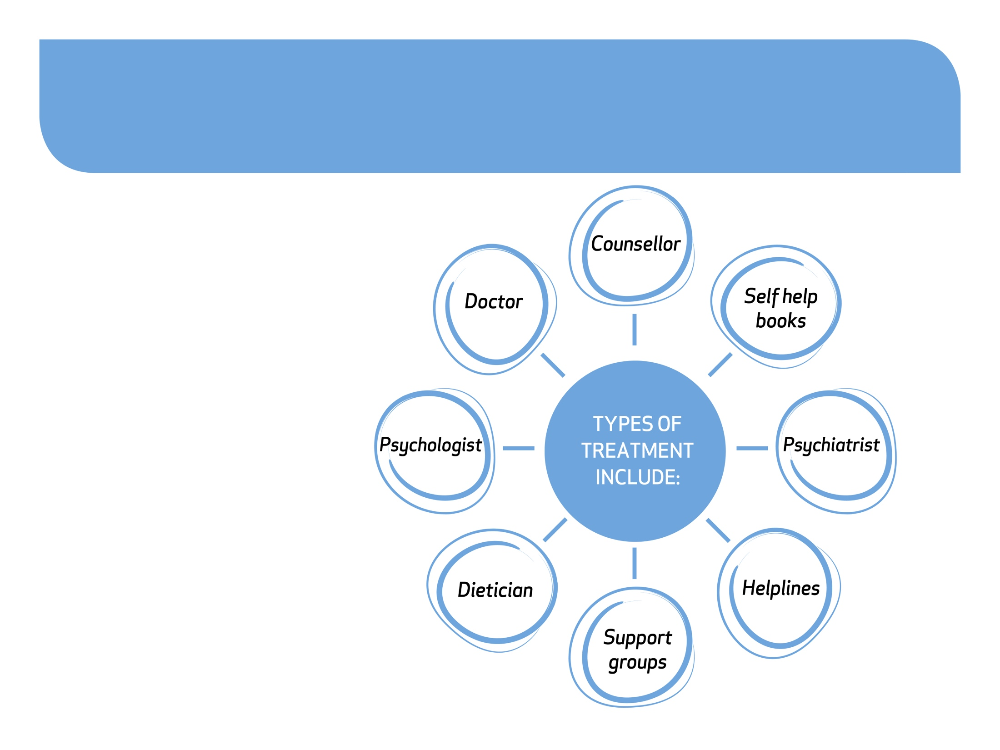 Counsellor
Doctor
Self help
books
Psychologist
TYPES OF
TREATMENT
INCLUDE:
Psychiatrist
Dietician
Helplines
Support
groups